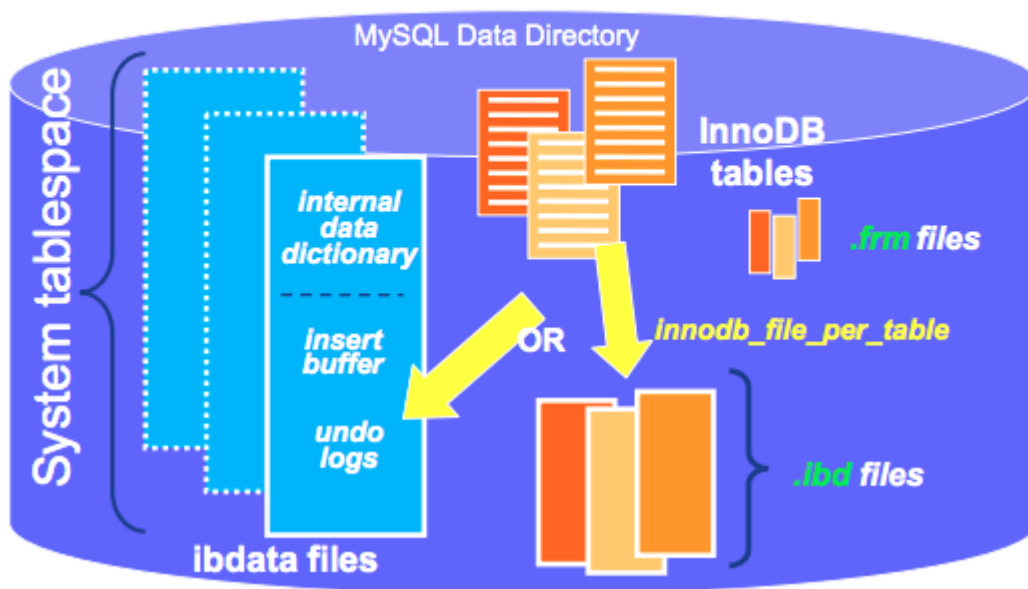 MySQL Data Directory
System tablespace
internal
data
dictionary
insert
buffer
undo
logs
ibdata files
InnoDB
tables
.frm files
OR
innodb_file_per_table
.ibd files